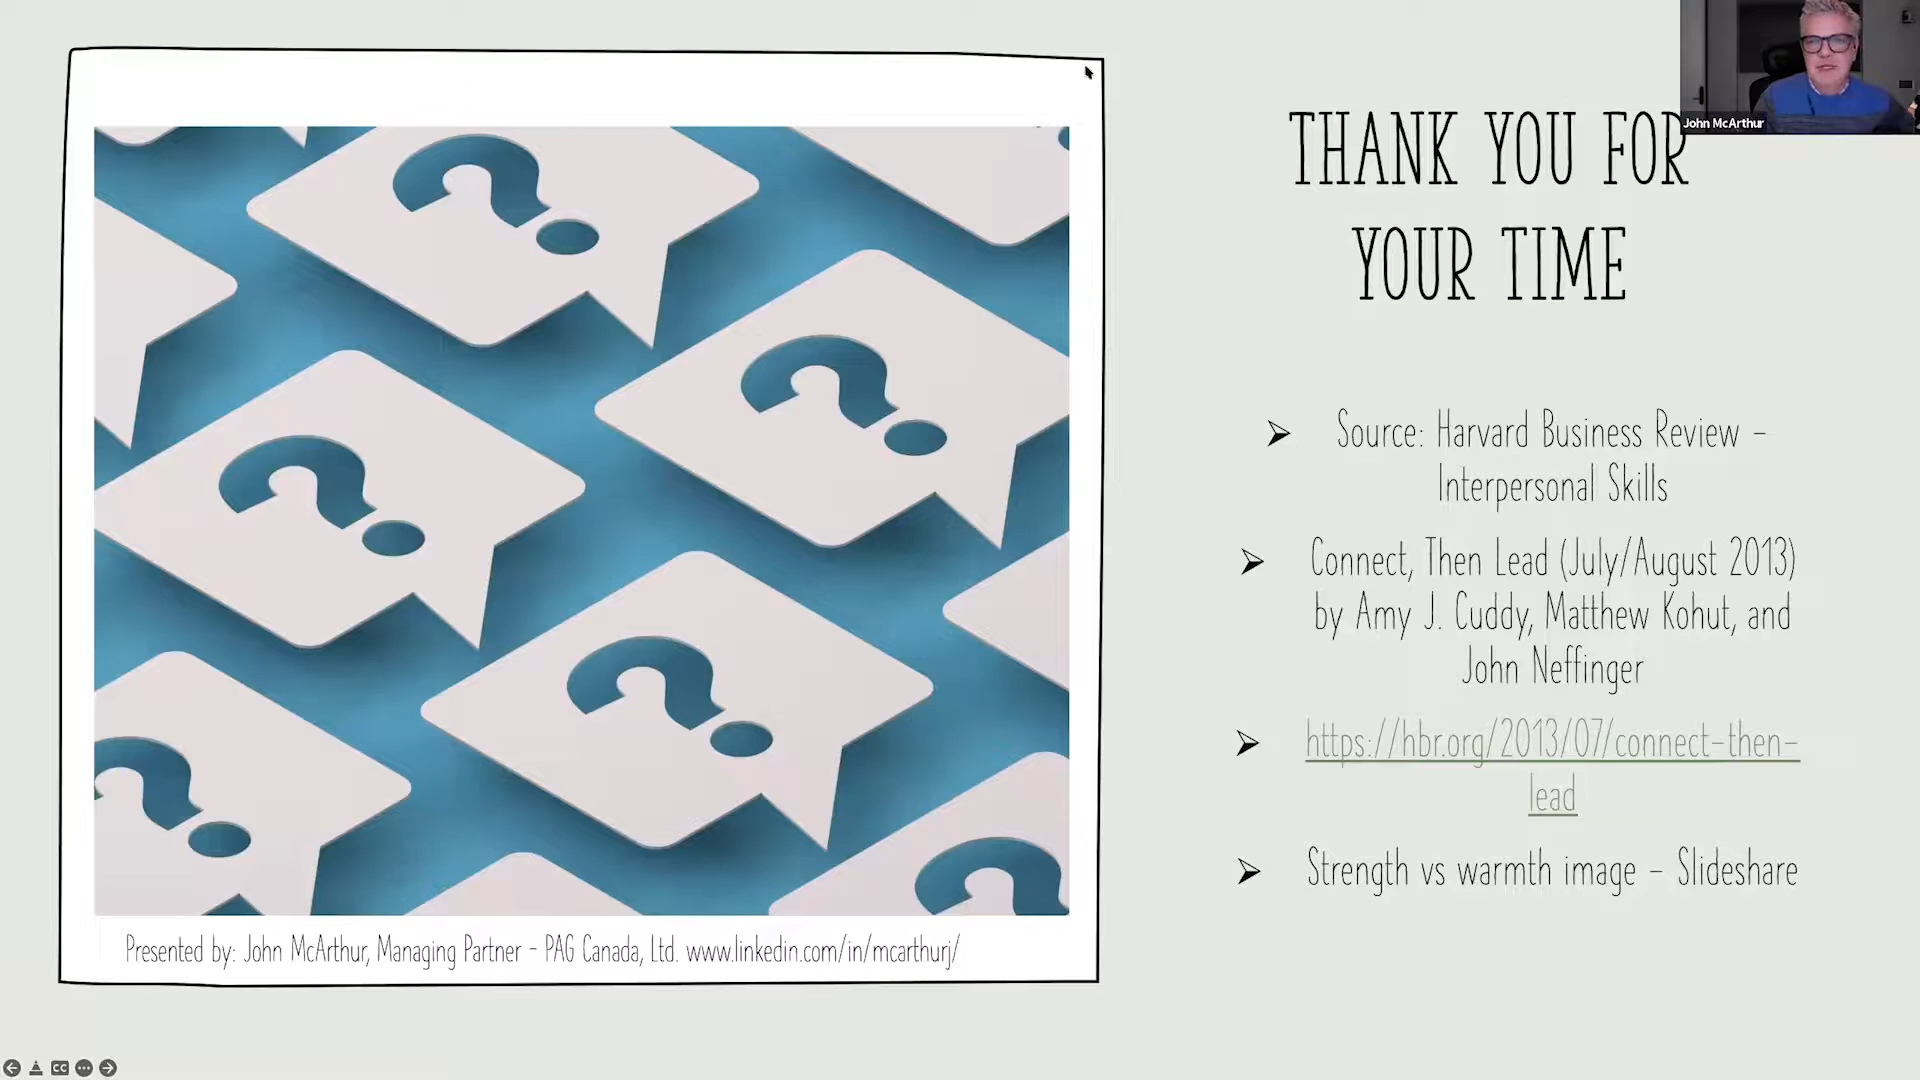 John McArthur
THANK YOU FOR
YOUR TIME
Source: Harvard Business Review –
Interpersonal Skills
Connect, Then Lead (July/August 2013)
by Amy J. Cuddy, Matthew Kohut, and
John Neffinger
https://hbr.org/2013/07/connect-then-
lead
Strength vs warmth image – Slideshare
Presented by: John McArthur, Managing Partner - PAG Canada, Ltd. www.linkedin.com/in/mcarthurj/
CC